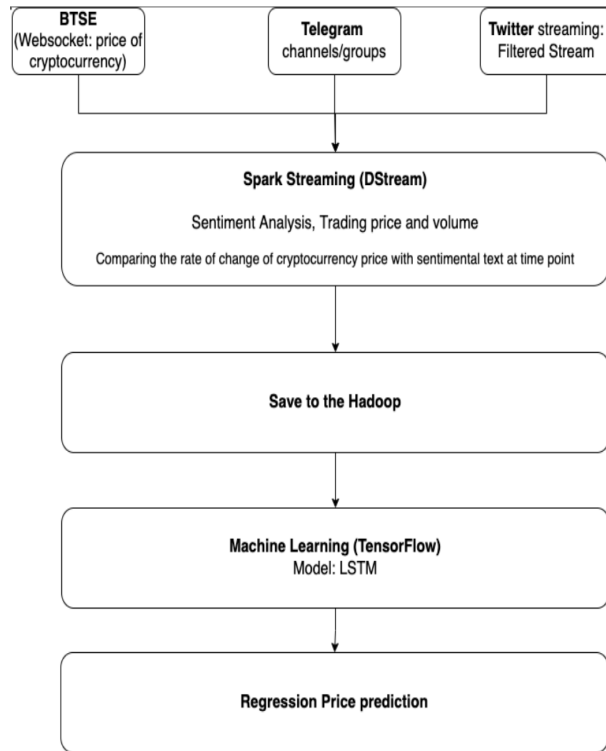 BTSE
(Websocket: price of
cryptocurrency)
Telegram
channels/groups
Twitter streaming:
Filtered Stream
Spark Streaming (DStream)
Sentiment Analysis, Trading price and volume
Comparing the rate of change of cryptocurrency price with sentimental text at time point
Save to the Hadoop
Machine Learning (TensorFlow)
Model: LSTM
Regression Price prediction